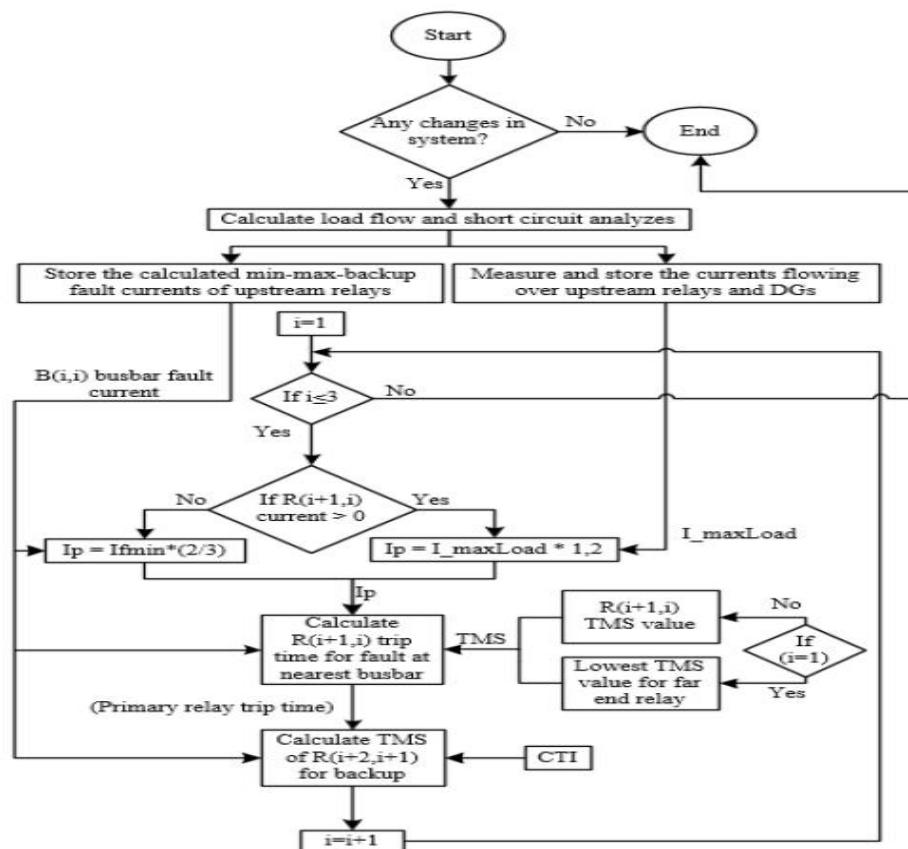 Start
Any changes in
system?
No
End
Yes
Calculate load flow and short circuit analyzes
Store the calculated min-max-backup
fault currents of upstream relays
Measure and store the currents flowing
over upstream relays and DGs
i=1
B(i,i) busbar fault
current
If i≤3
No
Yes
If R(i+1,i)
current > 0
No
Yes
Ip = Ifmin*(2/3)
Ip = I_maxLoad * 1,2
I_maxLoad
Ip
Calculate
R(i+1,i) trip
time for fault at
nearest busbar
TMS
R(i+1,i)
TMS value
No
If
(i=1)
Lowest TMS
value for far
end relay
Yes
(Primary relay trip time)
Calculate TMS
of R(i+2,i+1)
for backup
CTI
i=i+1